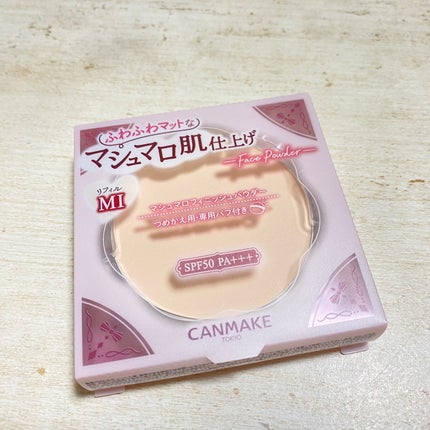 ふわふわマットな
マシュマロ肌仕上げ
Face Powder
リフィル
MI
マシュマロフィニッシュパウダー
つめかえ用・専用パフ付き
SPF50 PA+++
CANMAKE
TOKYO